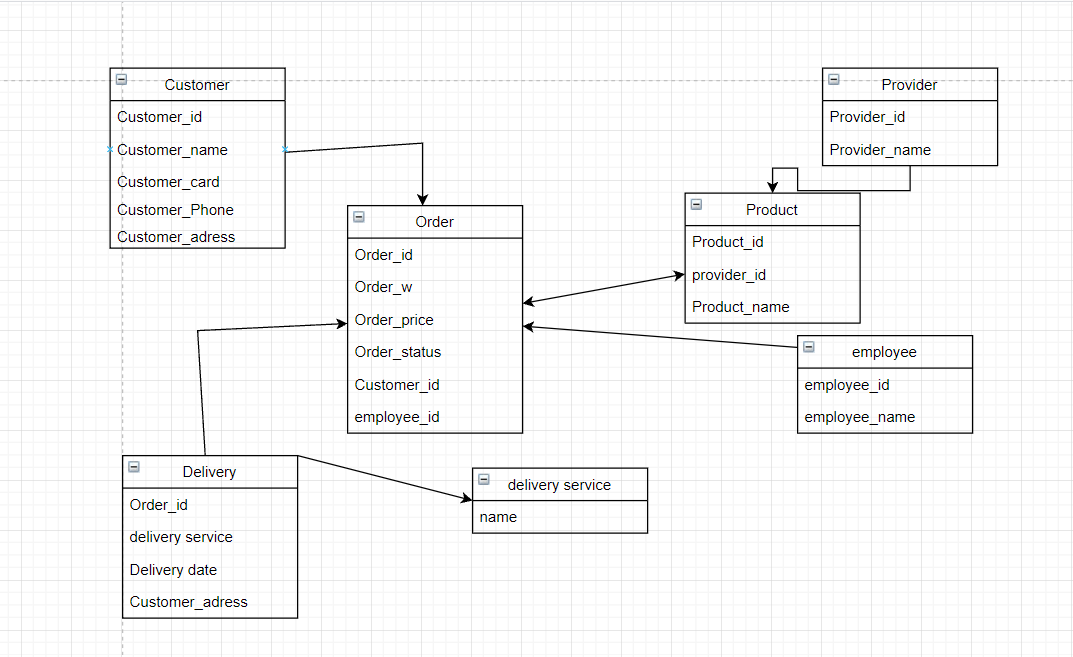 Customer
Customer_id
Customer_name
Customer_card
Customer_Phone
Customer_adress
Provider
Provider_id
Provider_name
Order
Order_id
Order_w
Order_price
Order_status
Customer_id
employee_id
Product
Product_id
provider_id
Product_name
employee
employee_id
employee_name
Delivery
Order_id
delivery service
Delivery date
Customer_adress
delivery service
name